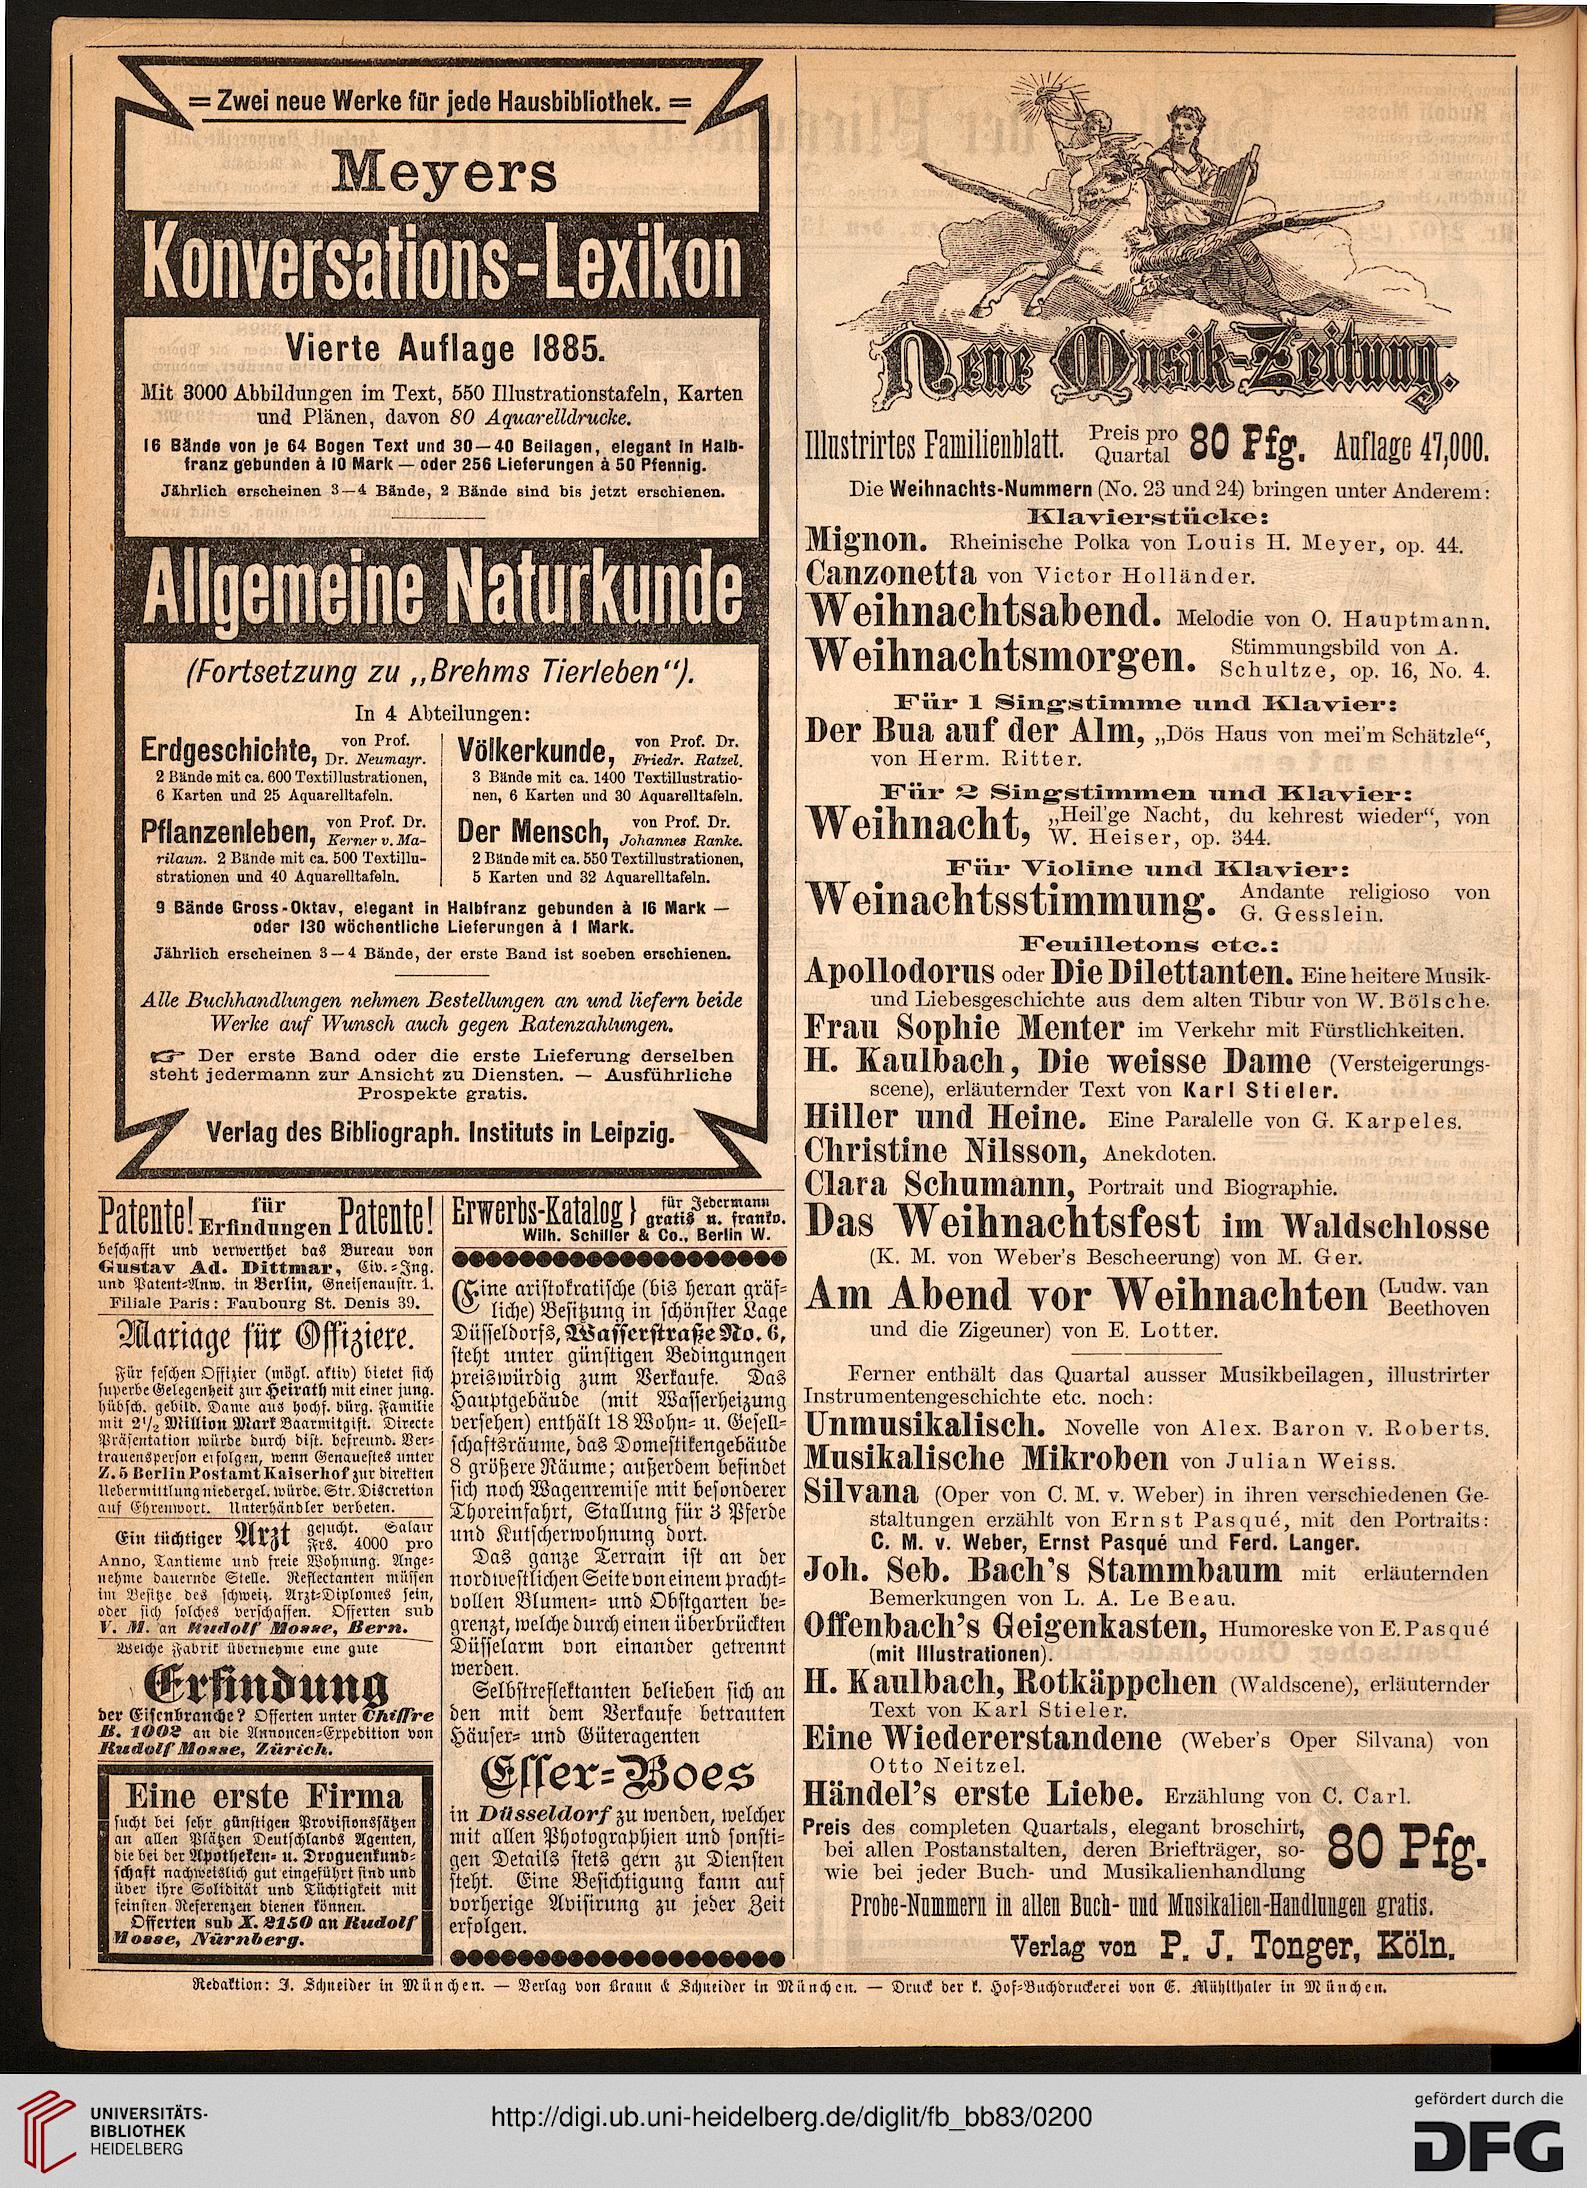 = Zwei neue Werke für jede Hausbibliothek. =
Meyers
Konversations-Lexikon
Vierte Auflage 1885.
Mit 3000 Abbildungen im Text, 550 Illustrationstafeln, Karten
und Plänen, davon 80 Aquarelldrucke.
16 Bände von je 64 Bogen Text und 30—40 Beilagen, elegant in Halb-
franz gebunden à 10 Mark — oder 256 Lieferungen à 50 Pfennig.
Jährlich erscheinen 3—4 Bände, 2 Bände sind bis jetzt erschienen.
Allgemeine Naturkunde
(Fortsetzung zu „Brehms Tierleben“).
In 4 Abteilungen:
Erdgeschichte, von Prof.
Dr. Neumayr.
2 Bände mit ca. 600 Textillustrationen,
6 Karten und 25 Aquarelltafeln.
Völkerkunde, von Prof. Dr.
Friedr. Ratzel.
3 Bände mit ca. 1400 Textillustratio-
nen, 6 Karten und 30 Aquarelltafeln.
Pflanzenleben, von Prof. Dr.
Kerner v. Ma-
rilaun. 2 Bände mit ca. 500 Textillu-
strationen und 40 Aquarelltafeln.
Der Mensch, von Prof. Dr.
Johannes Ranke.
2 Bände mit ca. 550 Textillustrationen,
5 Karten und 32 Aquarelltafeln.
9 Bände Gross-Oktav, elegant in Halbfranz gebunden à 16 Mark —
oder 130 wöchentliche Lieferungen à 1 Mark.
Jährlich erscheinen 3—4 Bände, der erste Band ist soeben erschienen.
Alle Buchhandlungen nehmen Bestellungen an und liefern beide
Werke auf Wunsch auch gegen Ratenzahlungen.
☞ Der erste Band oder die erste Lieferung derselben
steht jedermann zur Ansicht zu Diensten. — Ausführliche
Prospekte gratis.
Verlag des Bibliograph. Instituts in Leipzig.
Patente! für Erfindungen Patente!
beschafft und verwerthet das Bureau von
Gustav Ad. Dittmar, Civ.-Ing.
und Patent-Anw. in Berlin, Gneisenaustr. 1.
Filiale Paris: Faubourg St. Denis 39.
Mariage für Offiziere.
Für feschen Offizier (mögl. aktiv) bietet sich
superbe Gelegenheit zur Heirath mit einer jung.
hübsch. gebild. Dame aus hochf. bürg. Familie
mit 2 1/2 Million Mark Baarmitgift. Directe
Präsentation würde durch dist. befreund. Ver-
trauensperson erfolgen, wenn Genauestes unter
Z. 5 Berlin Postamt Kaiserhof zur direkten
Uebermittlung niedergel. würde. Str. Discretion
auf Ehrenwort. Unterhändler verbeten.
Ein tüchtiger Arzt gesucht. Salair
Frs. 4000 pro
Anno, Tantieme und freie Wohnung. Ange-
nehme dauernde Stelle. Reflectanten müssen
im Besitze des schweiz. Arzt-Diplomes sein,
oder sich solches verschaffen. Offerten sub
V. M. an Rudolf Mosse, Bern.
Welche Fabrik übernehme eine gute
Erfindung
der Eisenbranche? Offerten unter Chiffre
B. 1002 an die Annoncen-Expedition von
Rudolf Mosse, Zürich.
Eine erste Firma
sucht bei sehr günstigen Provisionssätzen
an allen Plätzen Deutschlands Agenten,
die bei der Apotheken- u. Droguenkund-
schaft nachweislich gut eingeführt sind und
über ihre Solidität und Tüchtigkeit mit
feinsten Referenzen dienen können.
Offerten sub X. 2150 an Rudolf
Mosse, Nürnberg.
Erwerbs-Katalog } für Jedermann
gratis u. franko.
Wilh. Schiller & Co., Berlin W.
Eine aristokratische (bis heran gräf-
liche) Besitzung in schönster Lage
Düsseldorfs, Wasserstraße No. 6,
steht unter günstigen Bedingungen
preiswürdig zum Verkaufe. Das
Hauptgebäude (mit Wasserheizung
versehen) enthält 18 Wohn- u. Gesell-
schaftsräume, das Domestikengebäude
8 größere Räume; außerdem befindet
sich noch Wagenremise mit besonderer
Thoreinfahrt, Stallung für 3 Pferde
und Kutscherwohnung dort.
Das ganze Terrain ist an der
nordwestlichen Seite von einem pracht-
vollen Blumen- und Obstgarten be-
grenzt, welche durch einen überbrückten
Düsselarm von einander getrennt
werden.
Selbstreflektanten belieben sich an
den mit dem Verkaufe betrauten
Häuser- und Güteragenten
Esser-Boes
in Düsseldorf zu wenden, welcher
mit allen Photographien und sonsti-
gen Details stets gern zu Diensten
steht. Eine Besichtigung kann auf
vorherige Avisirung zu jeder Zeit
erfolgen.
Neue Musik-Zeitung.
Illustrirtes Familienblatt. Preis pro Quartal 80 Pfg. Auflage 47,000.
Die Weihnachts-Nummern (No. 23 und 24) bringen unter Anderem:
Klavierstücke:
Mignon. Rheinische Polka von Louis H. Meyer, op. 44.
Canzonetta von Victor Holländer.
Weihnachtsabend. Melodie von O. Hauptmann.
Weihnachtsmorgen. Stimmungsbild von A.
Schultze, op. 16, No. 4.
Für 1 Singstimme und Klavier:
Der Bua auf der Alm, „Dös Haus von mei'm Schätzle“,
von Herm. Ritter.
Für 2 Singstimmen und Klavier:
Weihnacht, „Heil'ge Nacht, du kehrest wieder“, von
W. Heiser, op. 344.
Für Violine und Klavier:
Weinachtsstimmung. Andante religioso von
G. Gesslein.
Feuilletons etc.:
Apollodorus oder Die Dilettanten. Eine heitere Musik-
und Liebesgeschichte aus dem alten Tibur von W. Bölsche.
Frau Sophie Menter im Verkehr mit Fürstlichkeiten.
H. Kaulbach, Die weisse Dame (Versteigerungs-
scene), erläuternder Text von Karl Stieler.
Hiller und Heine. Eine Paralelle von G. Karpeles.
Christine Nilsson, Anekdoten.
Clara Schumann, Portrait und Biographie.
Das Weihnachtsfest im Waldschlosse
(K. M. von Weber's Bescheerung) von M. Ger.
Am Abend vor Weihnachten (Ludw. van
Beethoven
und die Zigeuner) von E. Lotter.
Ferner enthält das Quartal ausser Musikbeilagen, illustrirter
Instrumentengeschichte etc. noch:
Unmusikalisch. Novelle von Alex. Baron v. Roberts.
Musikalische Mikroben von Julian Weiss.
Silvana (Oper von C. M. v. Weber) in ihren verschiedenen Ge-
staltungen erzählt von Ernst Pasqué, mit den Portraits:
C. M. v. Weber, Ernst Pasqué und Ferd. Langer.
Joh. Seb. Bach's Stammbaum mit erläuternden
Bemerkungen von L. A. Le Beau.
Offenbach's Geigenkasten, Humoreske von E. Pasqué
(mit Illustrationen).
H. Kaulbach, Rotkäppchen (Waldscene), erläuternder
Text von Karl Stieler.
Eine Wiedererstandene (Weber's Oper Silvana) von
Otto Neitzel.
Händel's erste Liebe. Erzählung von C. Carl.
Preis des completen Quartals, elegant broschirt,
bei allen Postanstalten, deren Briefträger, so-
wie bei jeder Buch- und Musikalienhandlung
80 Pfg.
Probe-Nummern in allen Buch- und Musikalien-Handlungen gratis.
Verlag von P. J. Tonger, Köln.
Redaktion: J. Schneider in München. — Verlag von Braun & Schneider in München. — Druck der k. Hof-Buchdruckerei von E. Mühlthaler in München.
UNIVERSITÄTS-
BIBLIOTHEK
HEIDELBERG
http://digi.ub.uni-heidelberg.de/diglit/fb_bb83/0200
gefördert durch die
DFG